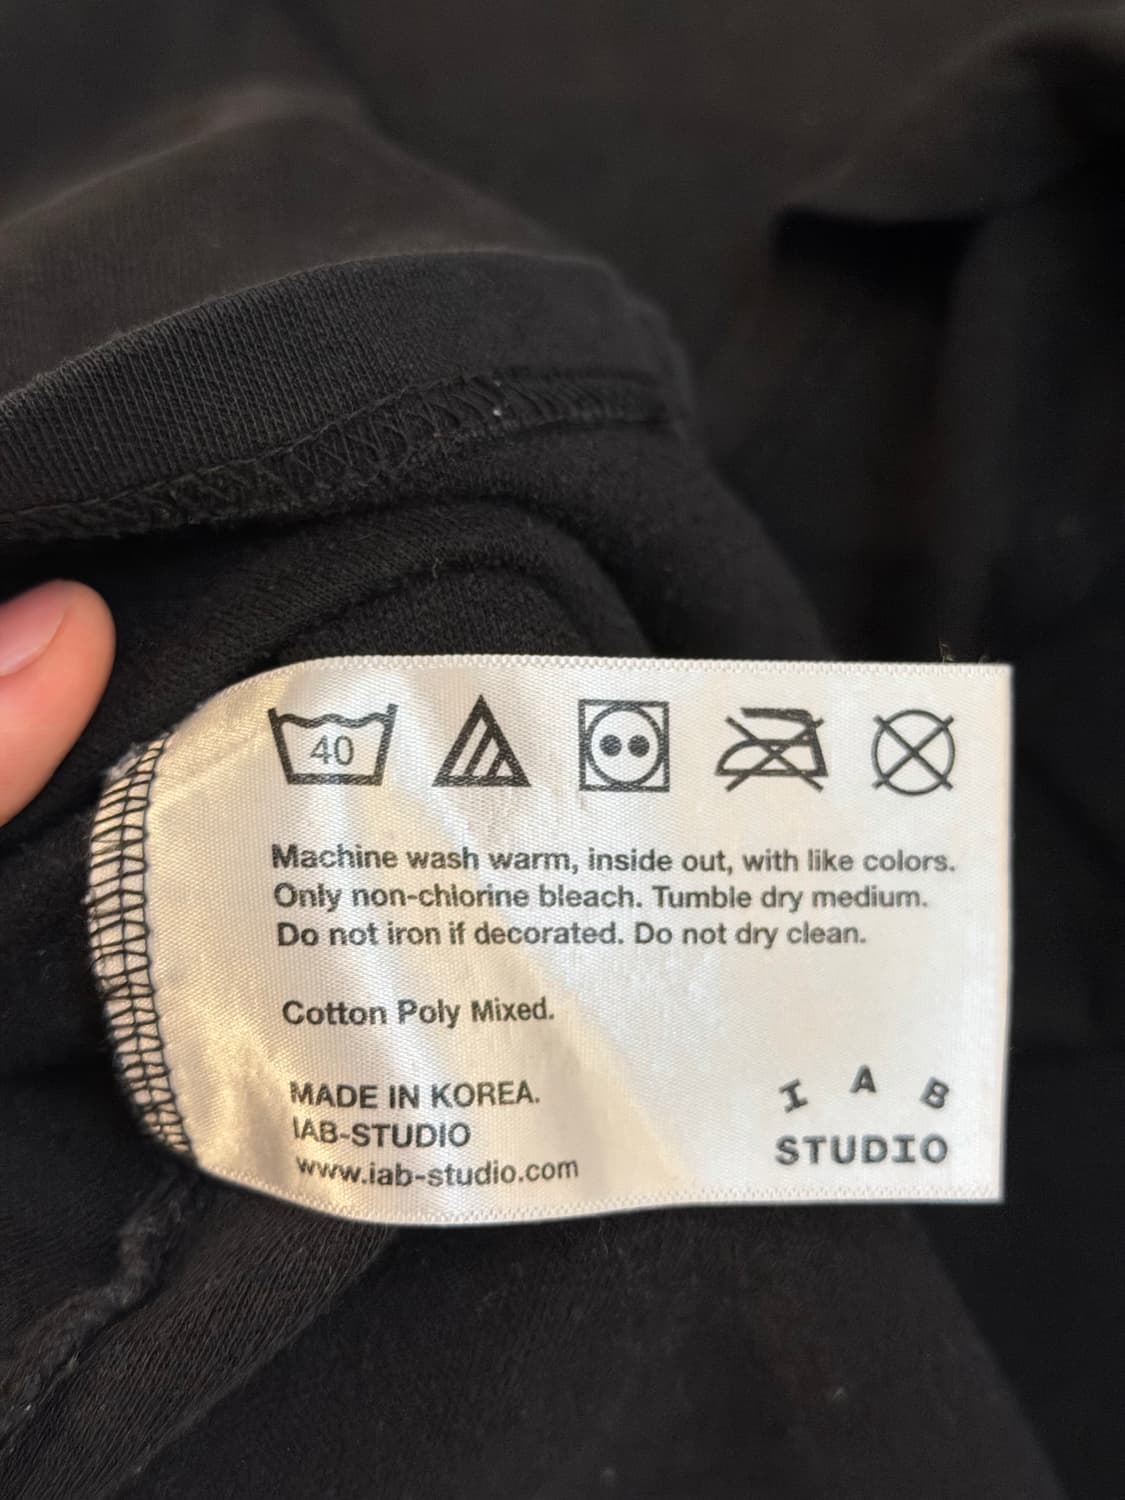 40
Machine wash warm, inside out, with like colors.
Only non-chlorine bleach. Tumble dry medium.
Do not iron if decorated. Do not dry clean.
Cotton Poly Mixed.
MADE IN KOREA.
IAB-STUDIO
www.iab-studio.com
I A B
STUDIO